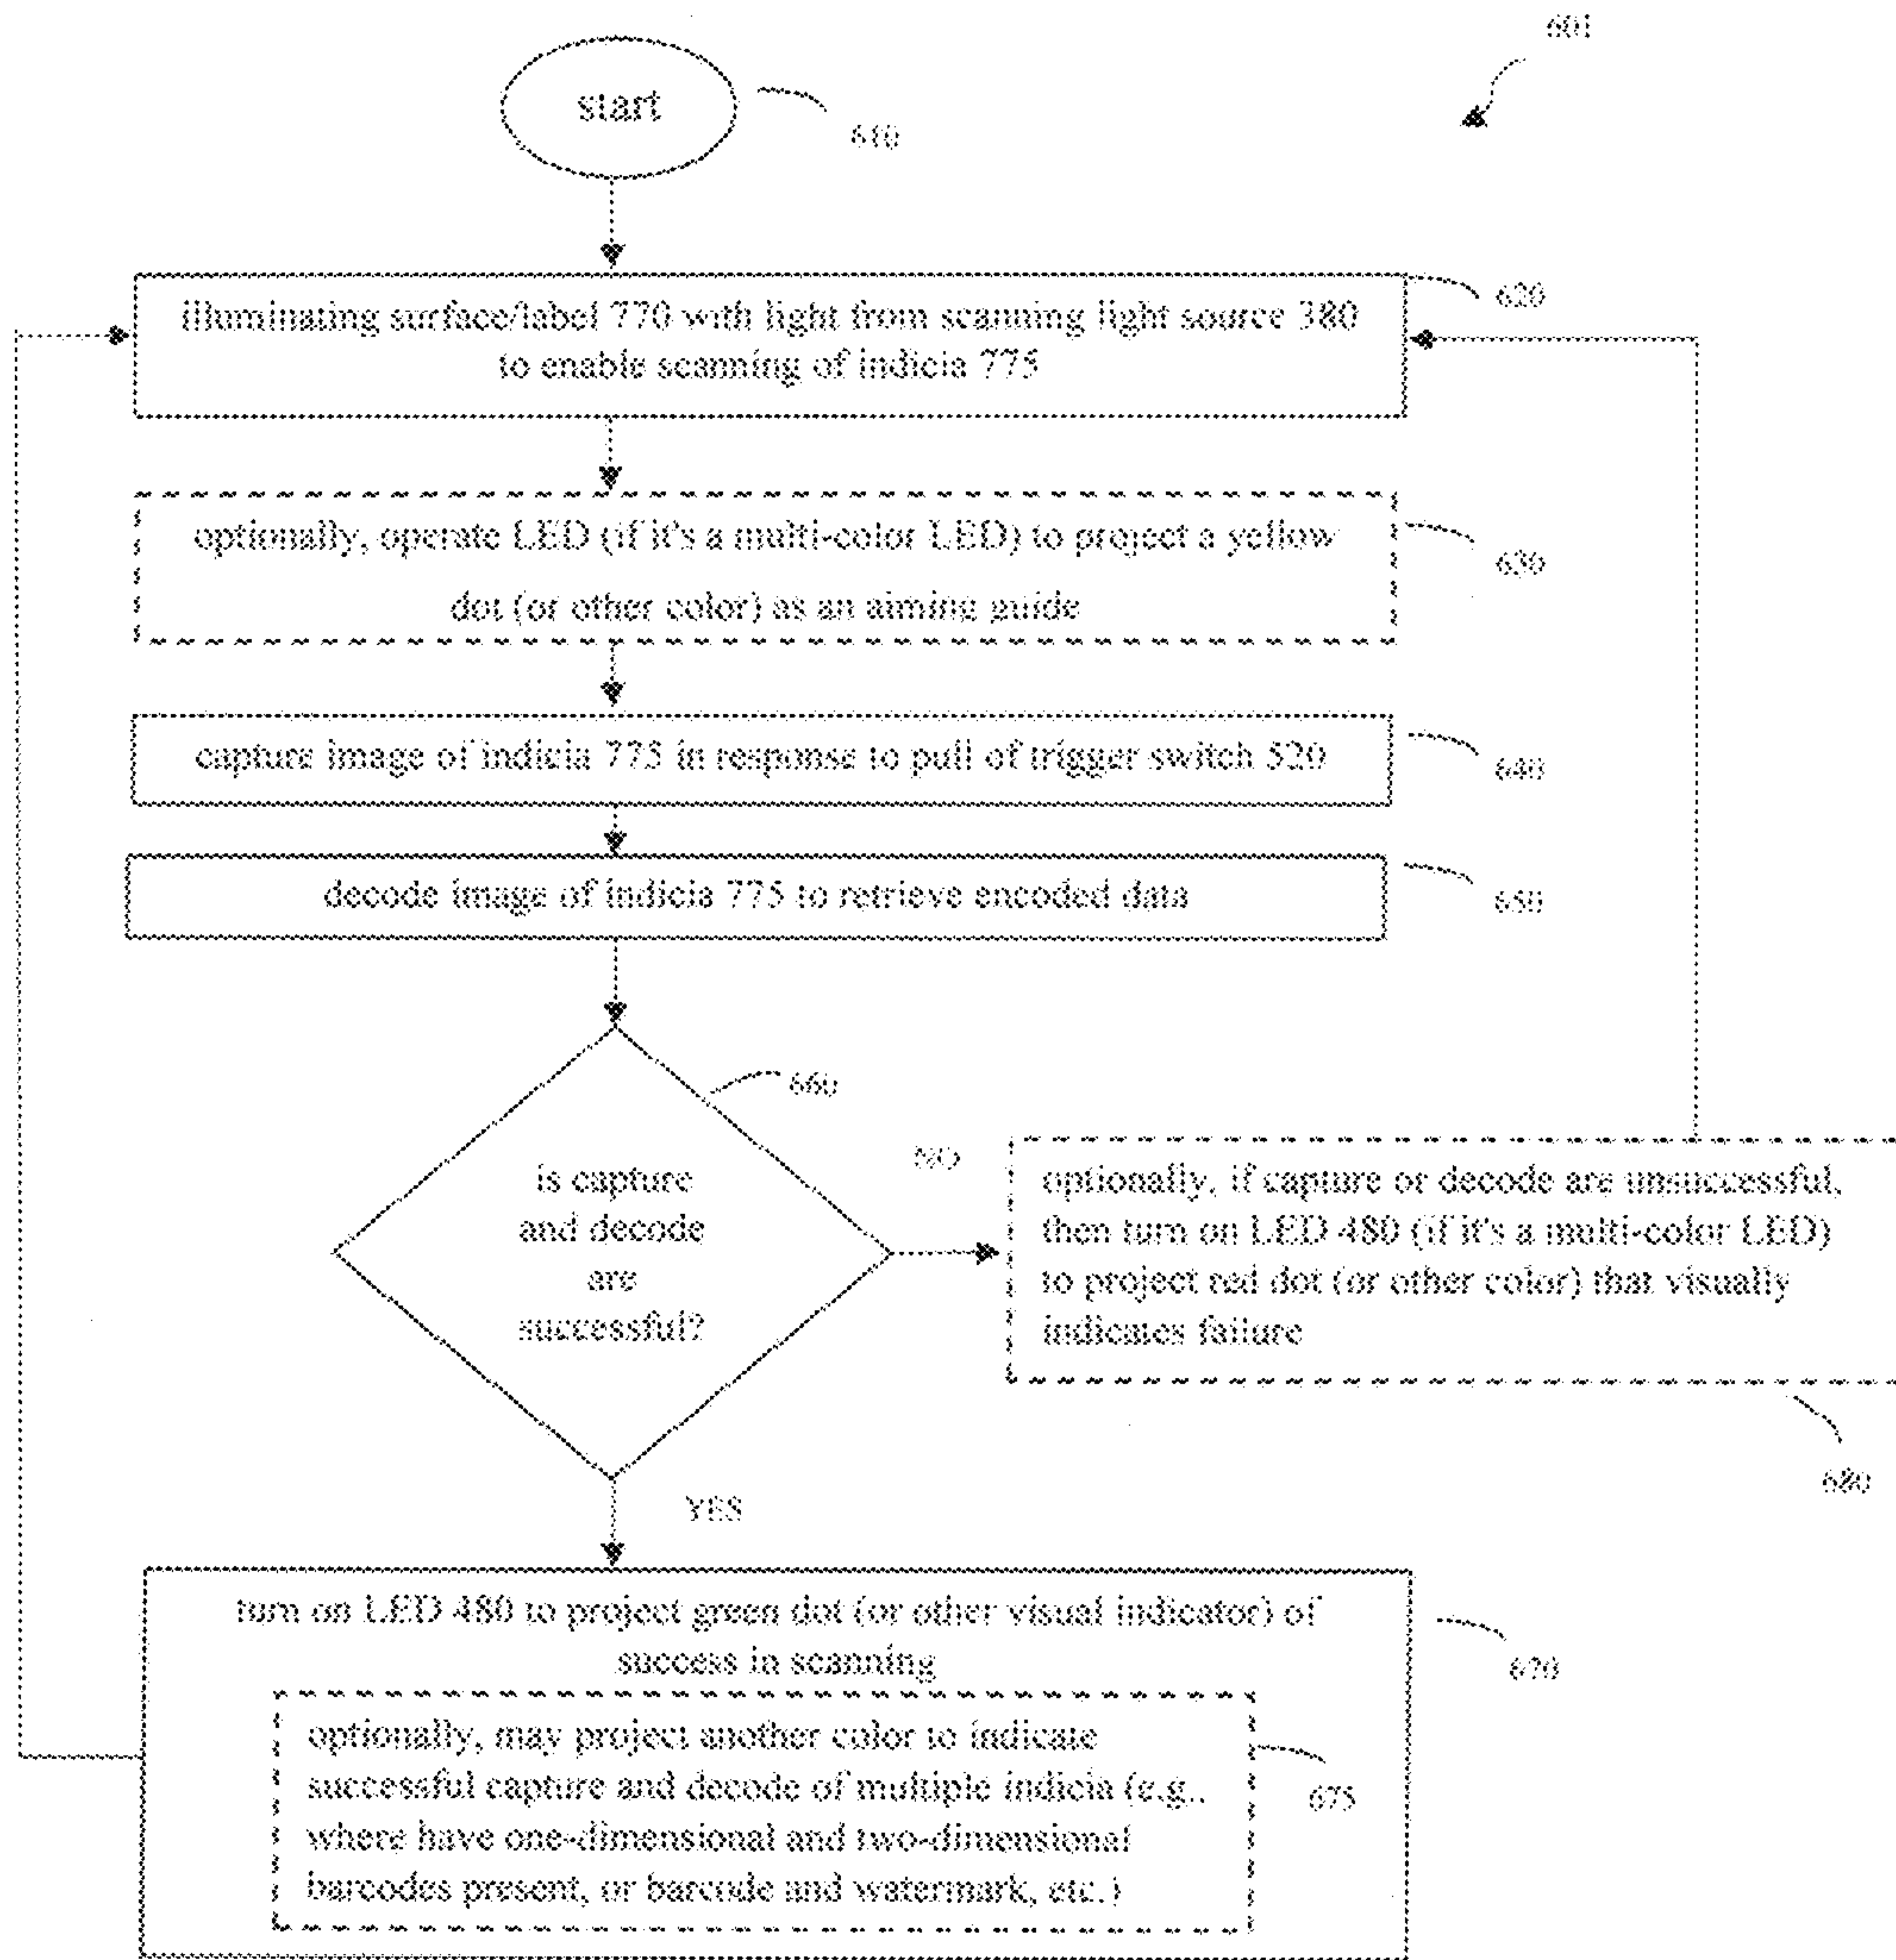 601
start
610
illuminating surface/label 770 with light from scanning light source 380
to enable scanning of indicia 775
620
optionally, operate LED (if it's a multi-color LED) to project a yellow
dot (or other color) as an aiming guide
630
capture image of indicia 775 in response to pull of trigger switch 520
640
decode image of indicia 775 to retrieve encoded data
650
660
is capture
and decode
are
successful?
NO
optionally, if capture or decode are unsuccessful,
then turn on LED 480 (if it's a multi-color LED)
to project red dot (or other color) that visually
indicates failure
680
YES
turn on LED 480 to project green dot (or other visual indicator) of
success in scanning
670
optionally, may project another color to indicate
successful capture and decode of multiple indicia (e.g.,
where have one-dimensional and two-dimensional
barcodes present, or barcode and watermark, etc.)
675